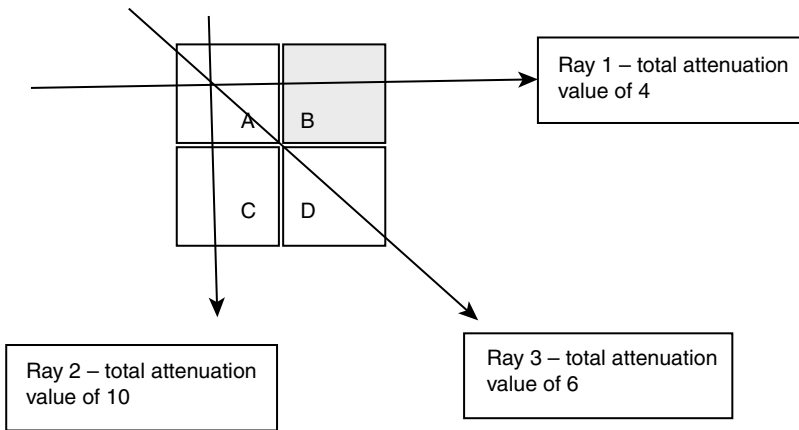 Ray 1 – total attenuation
value of 4
A
B
C
D
Ray 2 – total attenuation
value of 10
Ray 3 – total attenuation
value of 6